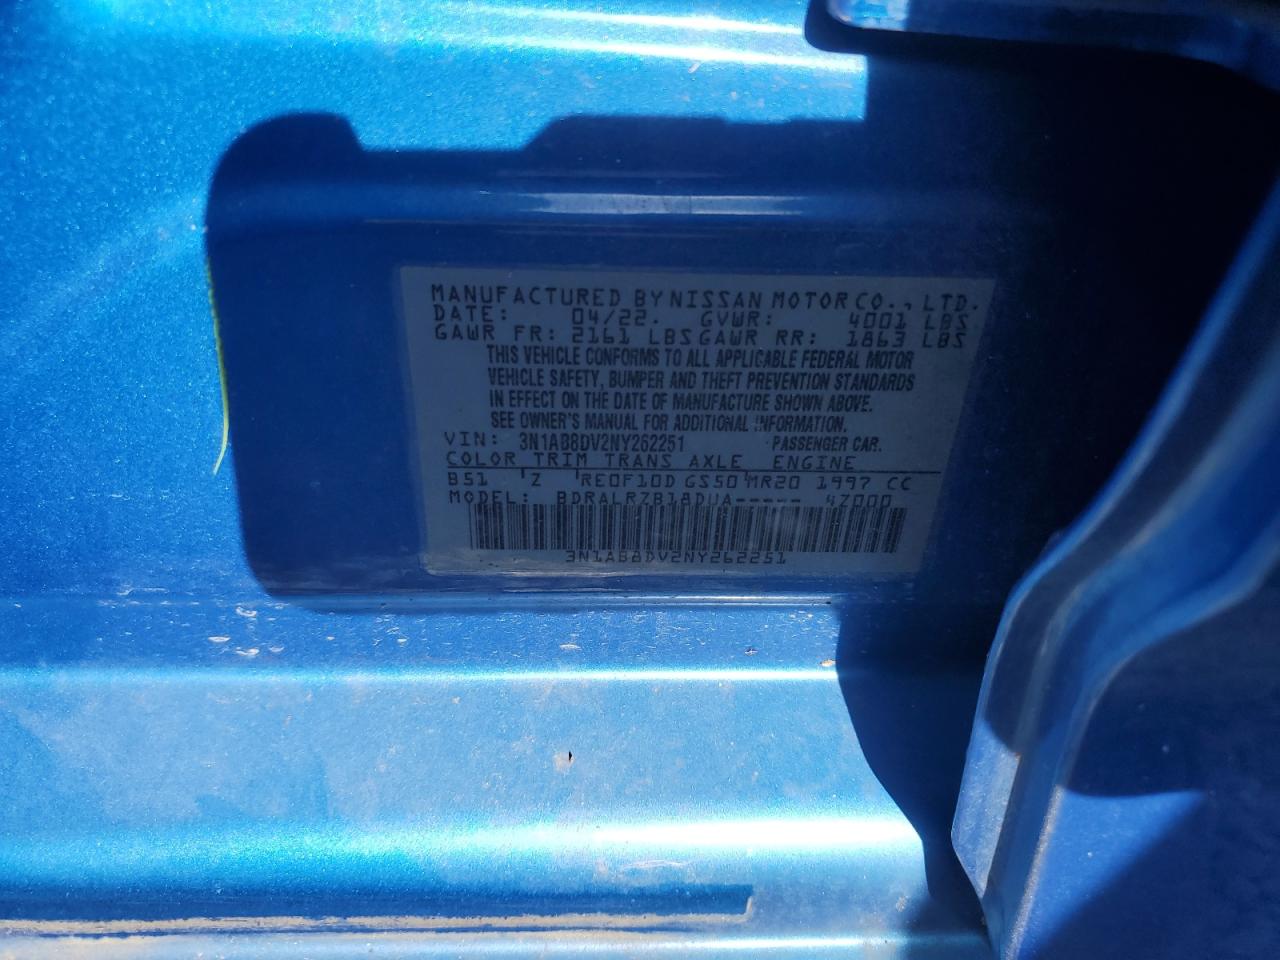 MANUFACTURED BY NISSAN MOTOR CO., LTD.
DATE: 04/22. GVWR: 4001 LBS
GAWR FR: 2161 LBS GAWR RR: 1863 LBS
THIS VEHICLE CONFORMS TO ALL APPLICABLE FEDERAL MOTOR
VEHICLE SAFETY, BUMPER AND THEFT PREVENTION STANDARDS
IN EFFECT ON THE DATE OF MANUFACTURE SHOWN ABOVE.
SEE OWNER'S MANUAL FOR ADDITIONAL INFORMATION.
VIN: 3N1AB8DV2NY262251 PASSENGER CAR.
COLOR TRIM TRANS AXLE ENGINE
B51 Z RE0F10D GS50 MR20 1997 CC
MODEL: BDRALRZB18DUA----- 4Z000
3N1AB8DV2NY262251